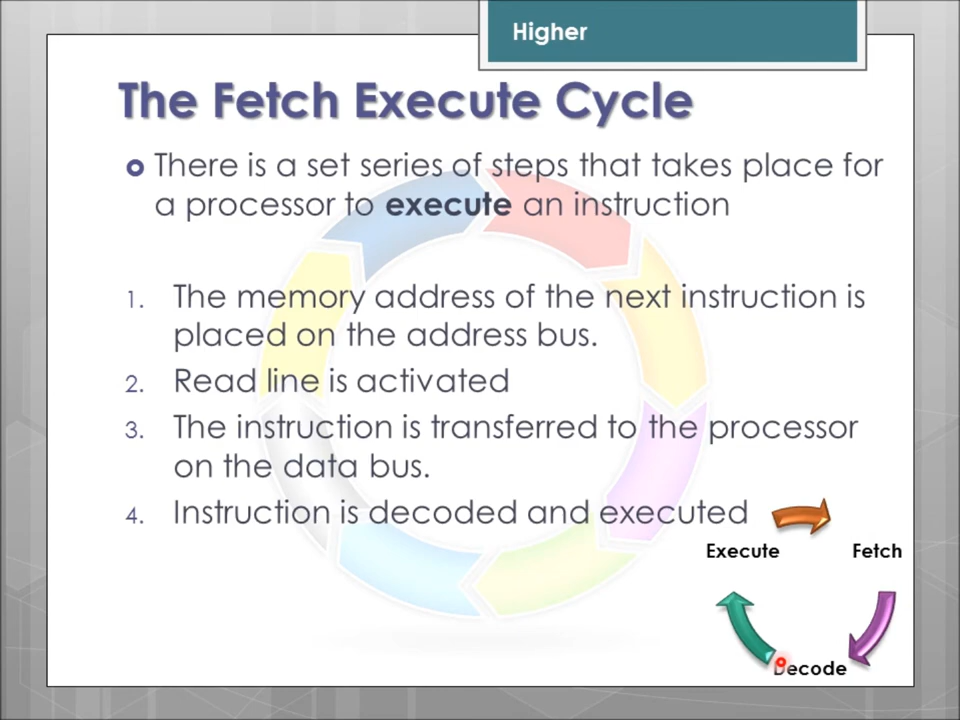 Higher
The Fetch Execute Cycle
There is a set series of steps that takes place for
a processor to execute an instruction
1. The memory address of the next instruction is
placed on the address bus.
2. Read line is activated
3. The instruction is transferred to the processor
on the data bus.
4. Instruction is decoded and executed
Execute
Fetch
Decode